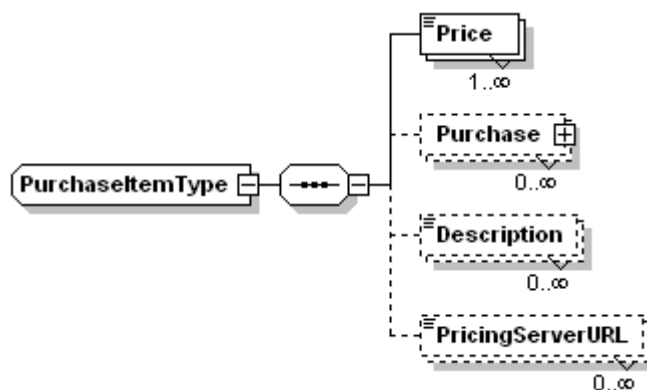 Price
1..∞
Purchase
0..∞
PurchaseItemType
Description
0..∞
PricingServerURL
0..∞